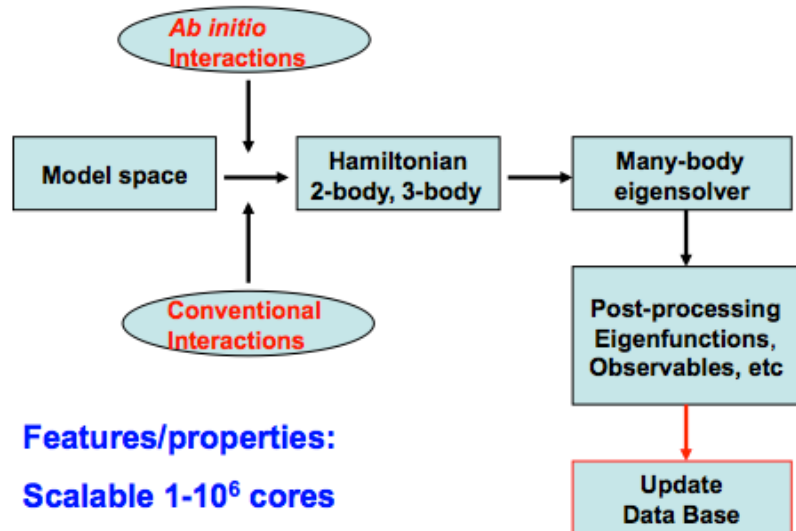 Ab initio
Interactions
Model space
Hamiltonian
2-body, 3-body
Many-body
eigensolver
Conventional
Interactions
Post-processing
Eigenfunctions,
Observables, etc
Features/properties:
Scalable 1-10⁶ cores
Update
Data Base